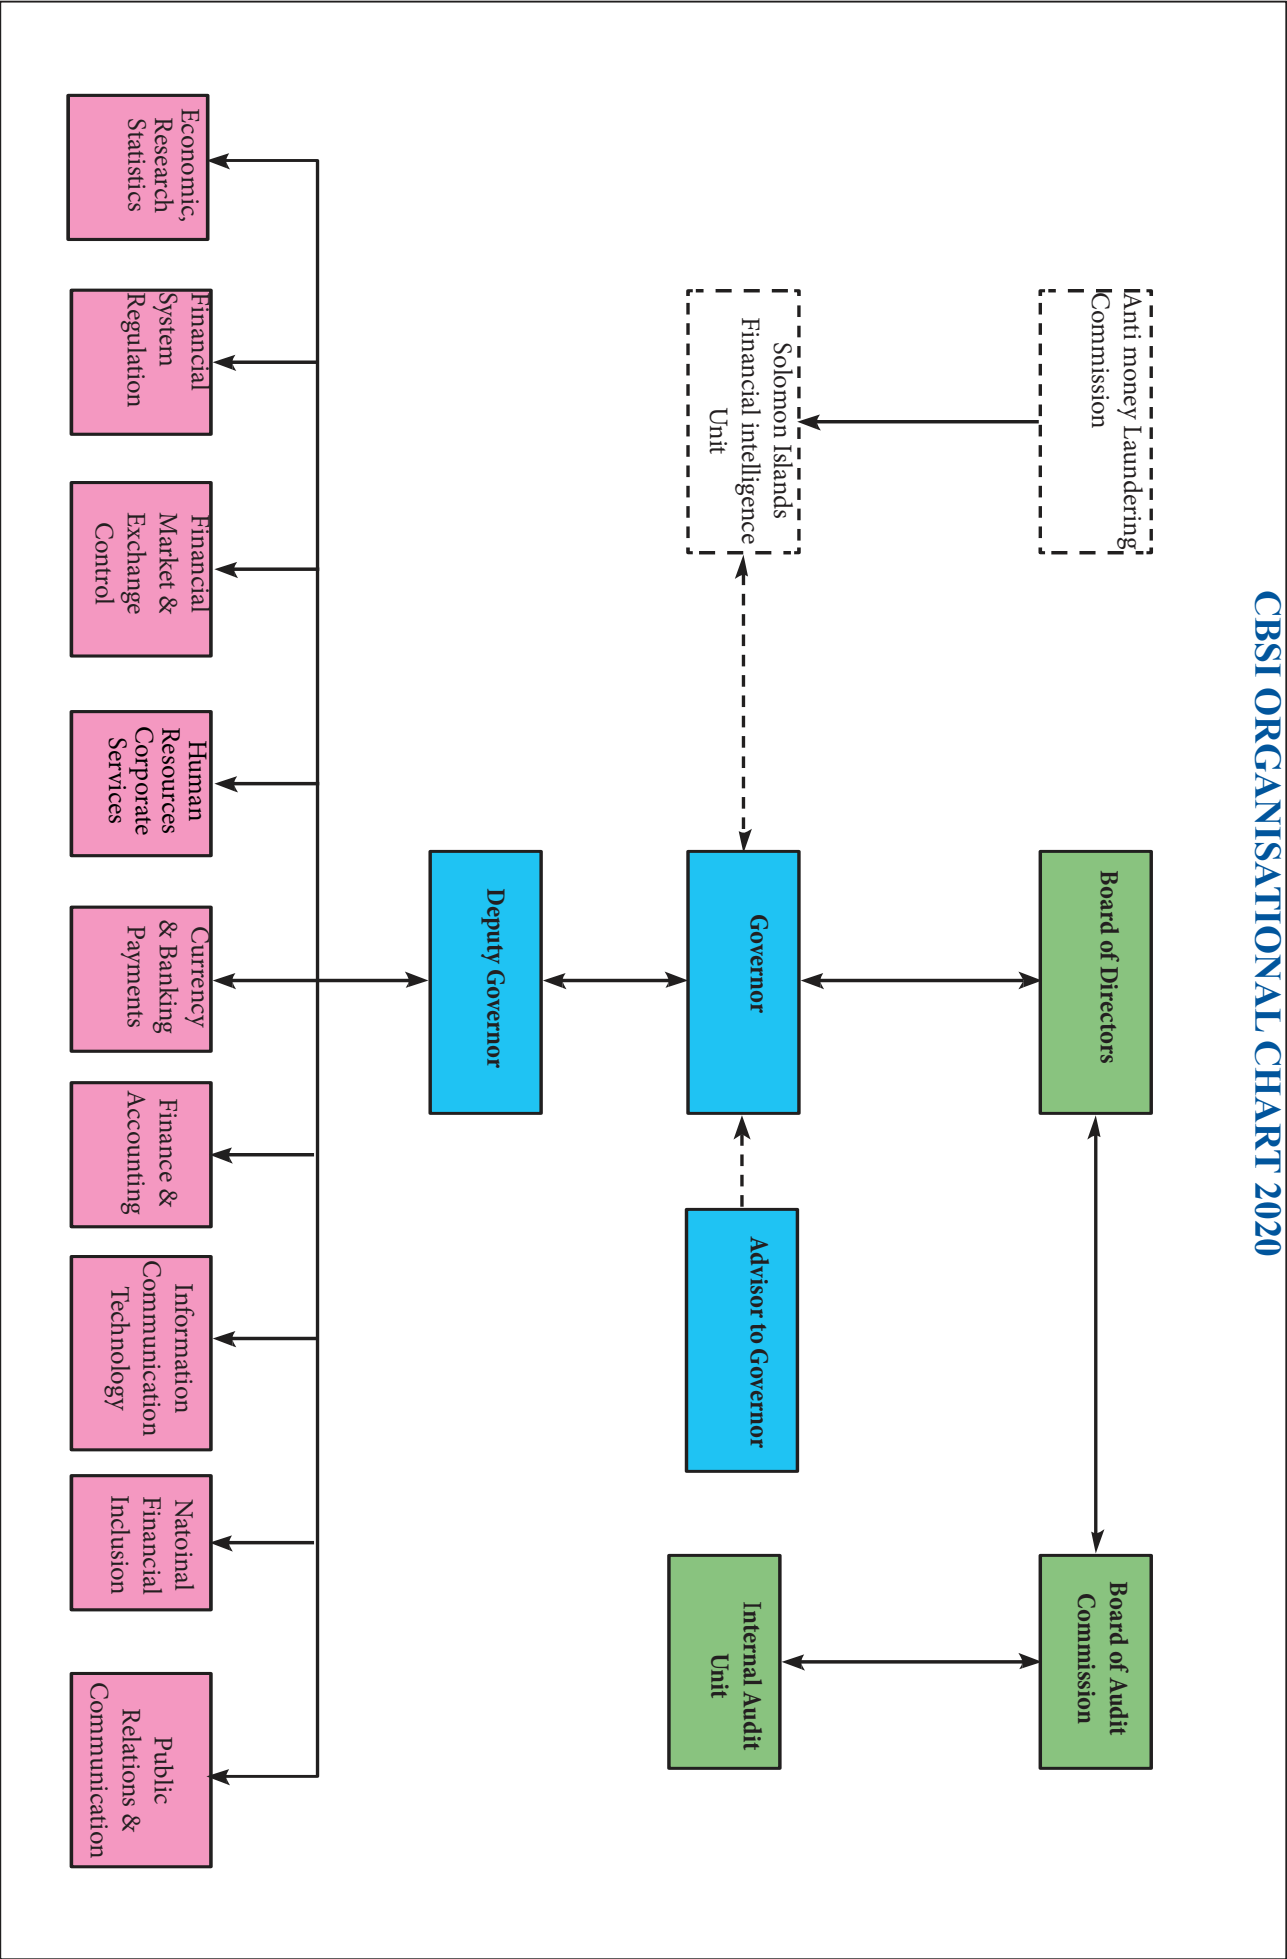 CBSI ORGANISATIONAL CHART 2020
Anti money Laundering
Commission
Board of Directors
Board of Audit
Commission
Solomon Islands
Financial intelligence
Unit
Governor
Advisor to Governor
Internal Audit
Unit
Deputy Governor
Economic,
Research
Statistics
Financial
System
Regulation
Financial
Market &
Exchange
Control
Human
Resources
Corporate
Services
Currency
& Banking
Payments
Finance &
Accounting
Information
Communication
Technology
Natoinal
Financial
Inclusion
Public
Relations &
Communication